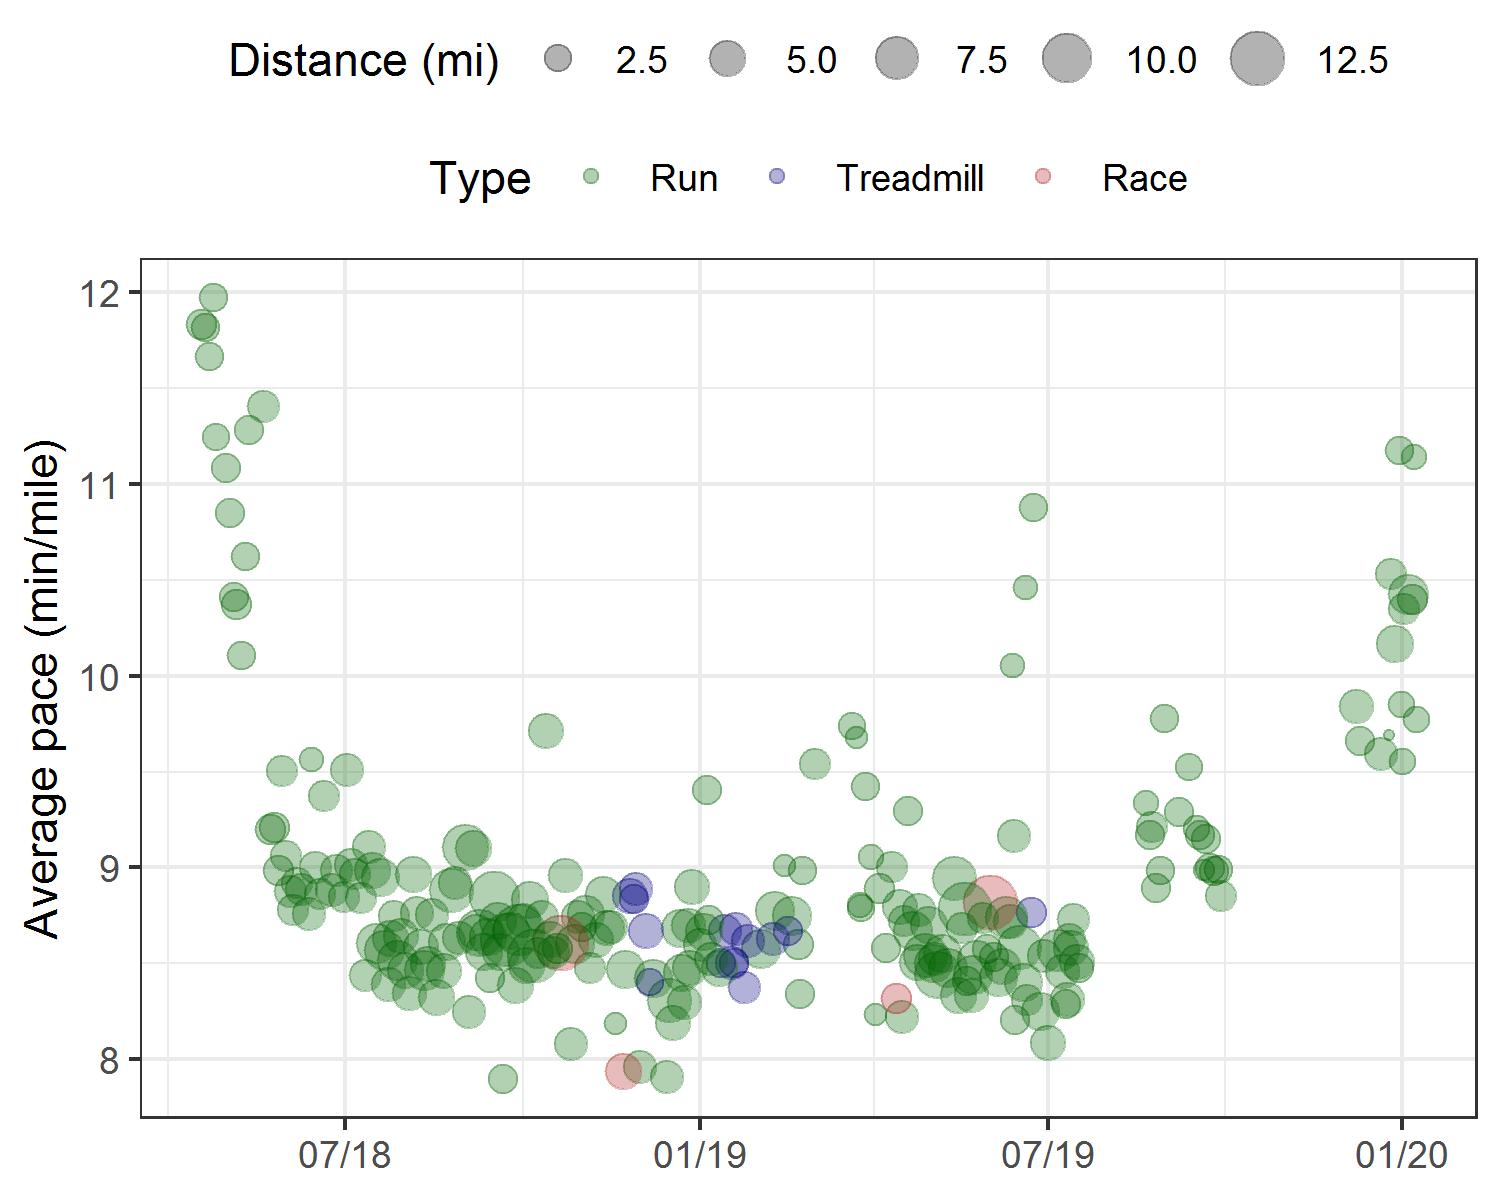 Distance (mi) 2.5 5.0 7.5 10.0 12.5
Type Run Treadmill Race
Average pace (min/mile)
12
11
10
9
8
07/18 01/19 07/19 01/20